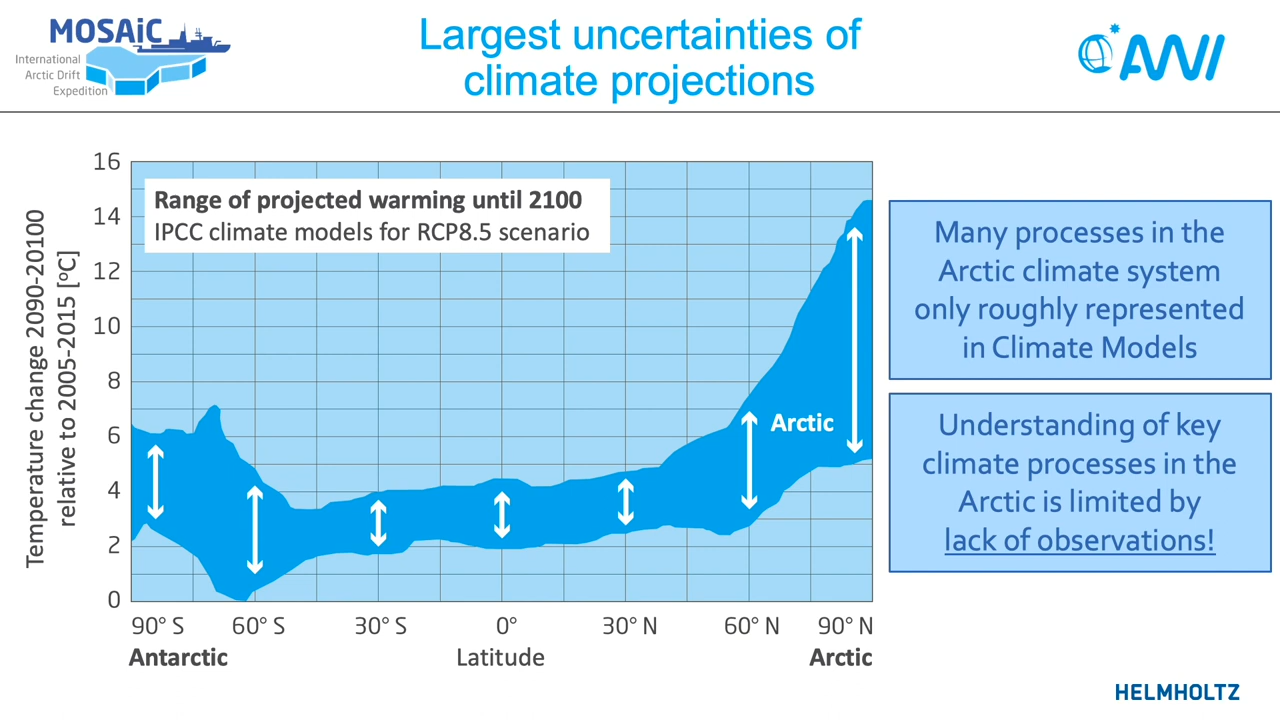 MOSAiC
International
Arctic Drift
Expedition
Largest uncertainties of
climate projections
AWI
Temperature change 2090-20100
relative to 2005-2015 [°C]
16
14
12
10
8
6
4
2
0
Range of projected warming until 2100
IPCC climate models for RCP8.5 scenario
Arctic
90° S
60° S
30° S
0°
30° N
60° N
90° N
Antarctic
Latitude
Arctic
Many processes in the
Arctic climate system
only roughly represented
in Climate Models
Understanding of key
climate processes in the
Arctic is limited by
lack of observations!
HELMHOLTZ